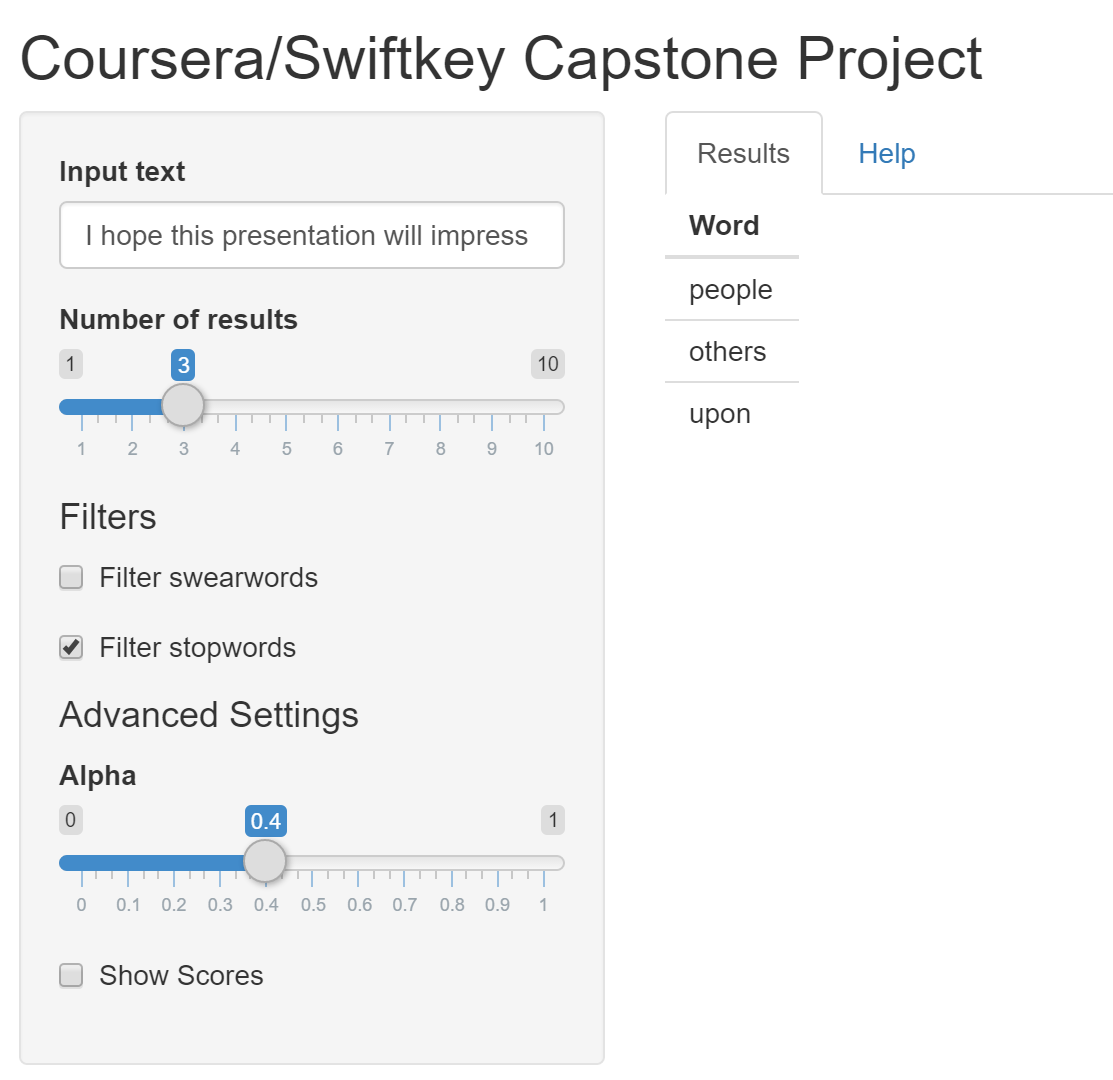 Coursera/Swiftkey Capstone Project
Input text
I hope this presentation will impress
Number of results
1 3 10
1 2 3 4 5 6 7 8 9 10
Filters
Filter swearwords
Filter stopwords
Advanced Settings
Alpha
0 0.4 1
0 0.1 0.2 0.3 0.4 0.5 0.6 0.7 0.8 0.9 1
Show Scores
Results Help
Word
people
others
upon